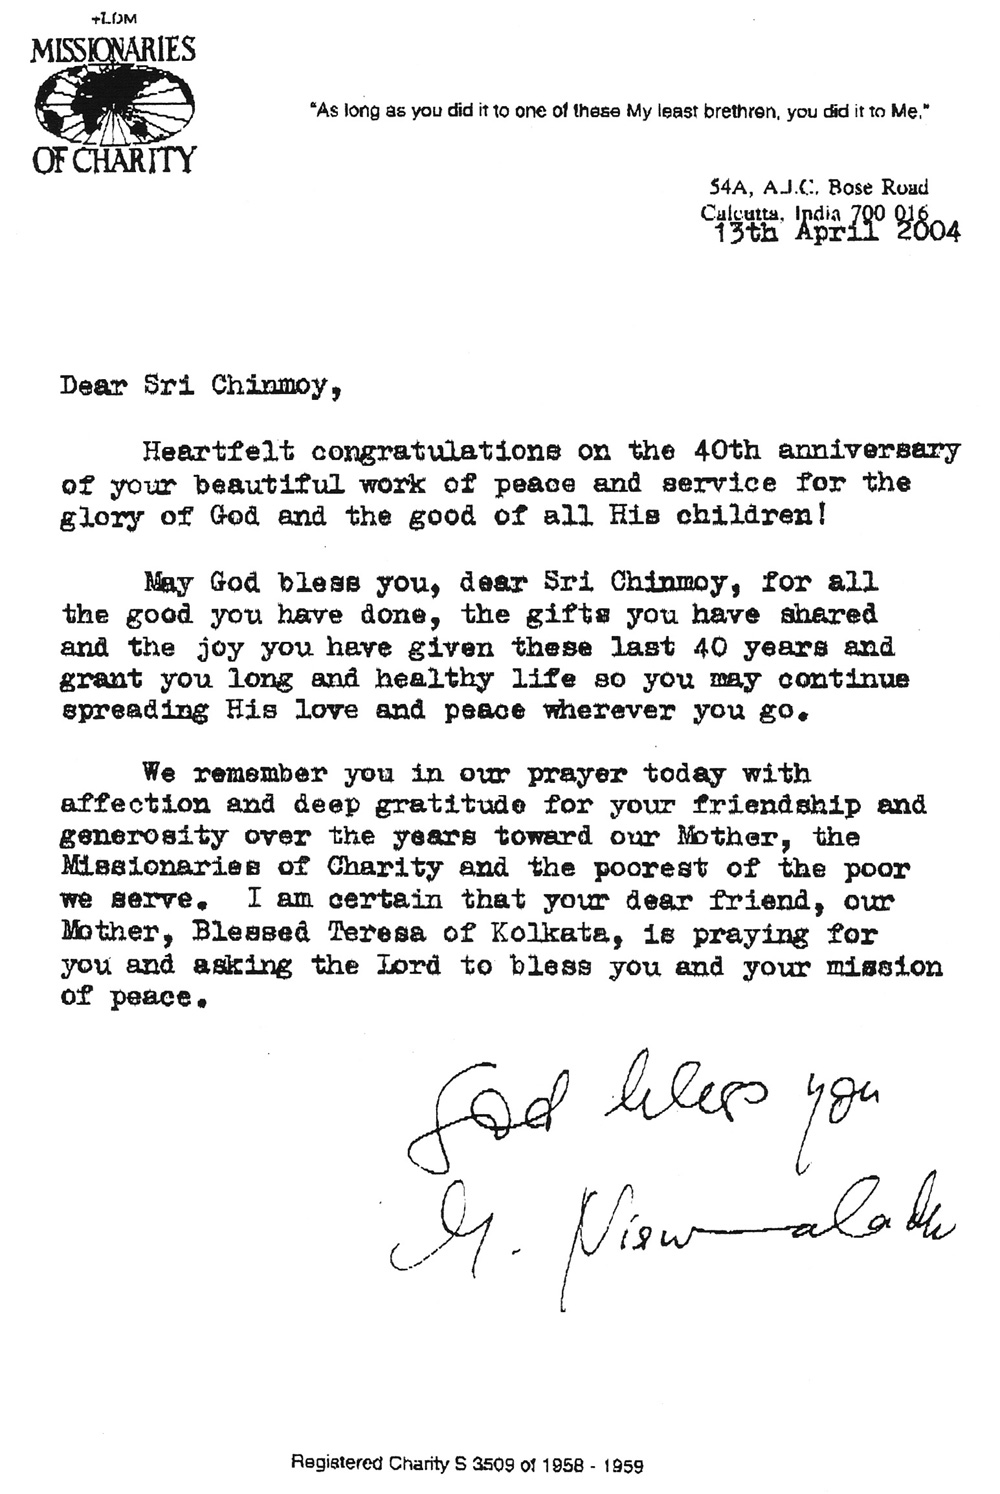 +LDM
MISSIONARIES
OF CHARITY
"As long as you did it to one of these My least brethren, you did it to Me."
54A, A.J.C. Bose Road
Calcutta, India 700 016
13th April 2004
Dear Sri Chinmoy,
Heartfelt congratulations on the 40th anniversary
of your beautiful work of peace and service for the
glory of God and the good of all His children!
May God bless you, dear Sri Chinmoy, for all
the good you have done, the gifts you have shared
and the joy you have given these last 40 years and
grant you long and healthy life so you may continue
spreading His love and peace wherever you go.
We remember you in our prayer today with
affection and deep gratitude for your friendship and
generosity over the years toward our Mother, the
Missionaries of Charity and the poorest of the poor
we serve. I am certain that your dear friend, our
Mother, Blessed Teresa of Kolkata, is praying for
you and asking the Lord to bless you and your mission
of peace.
God bless you
Registered Charity S 3509 of 1958 - 1959